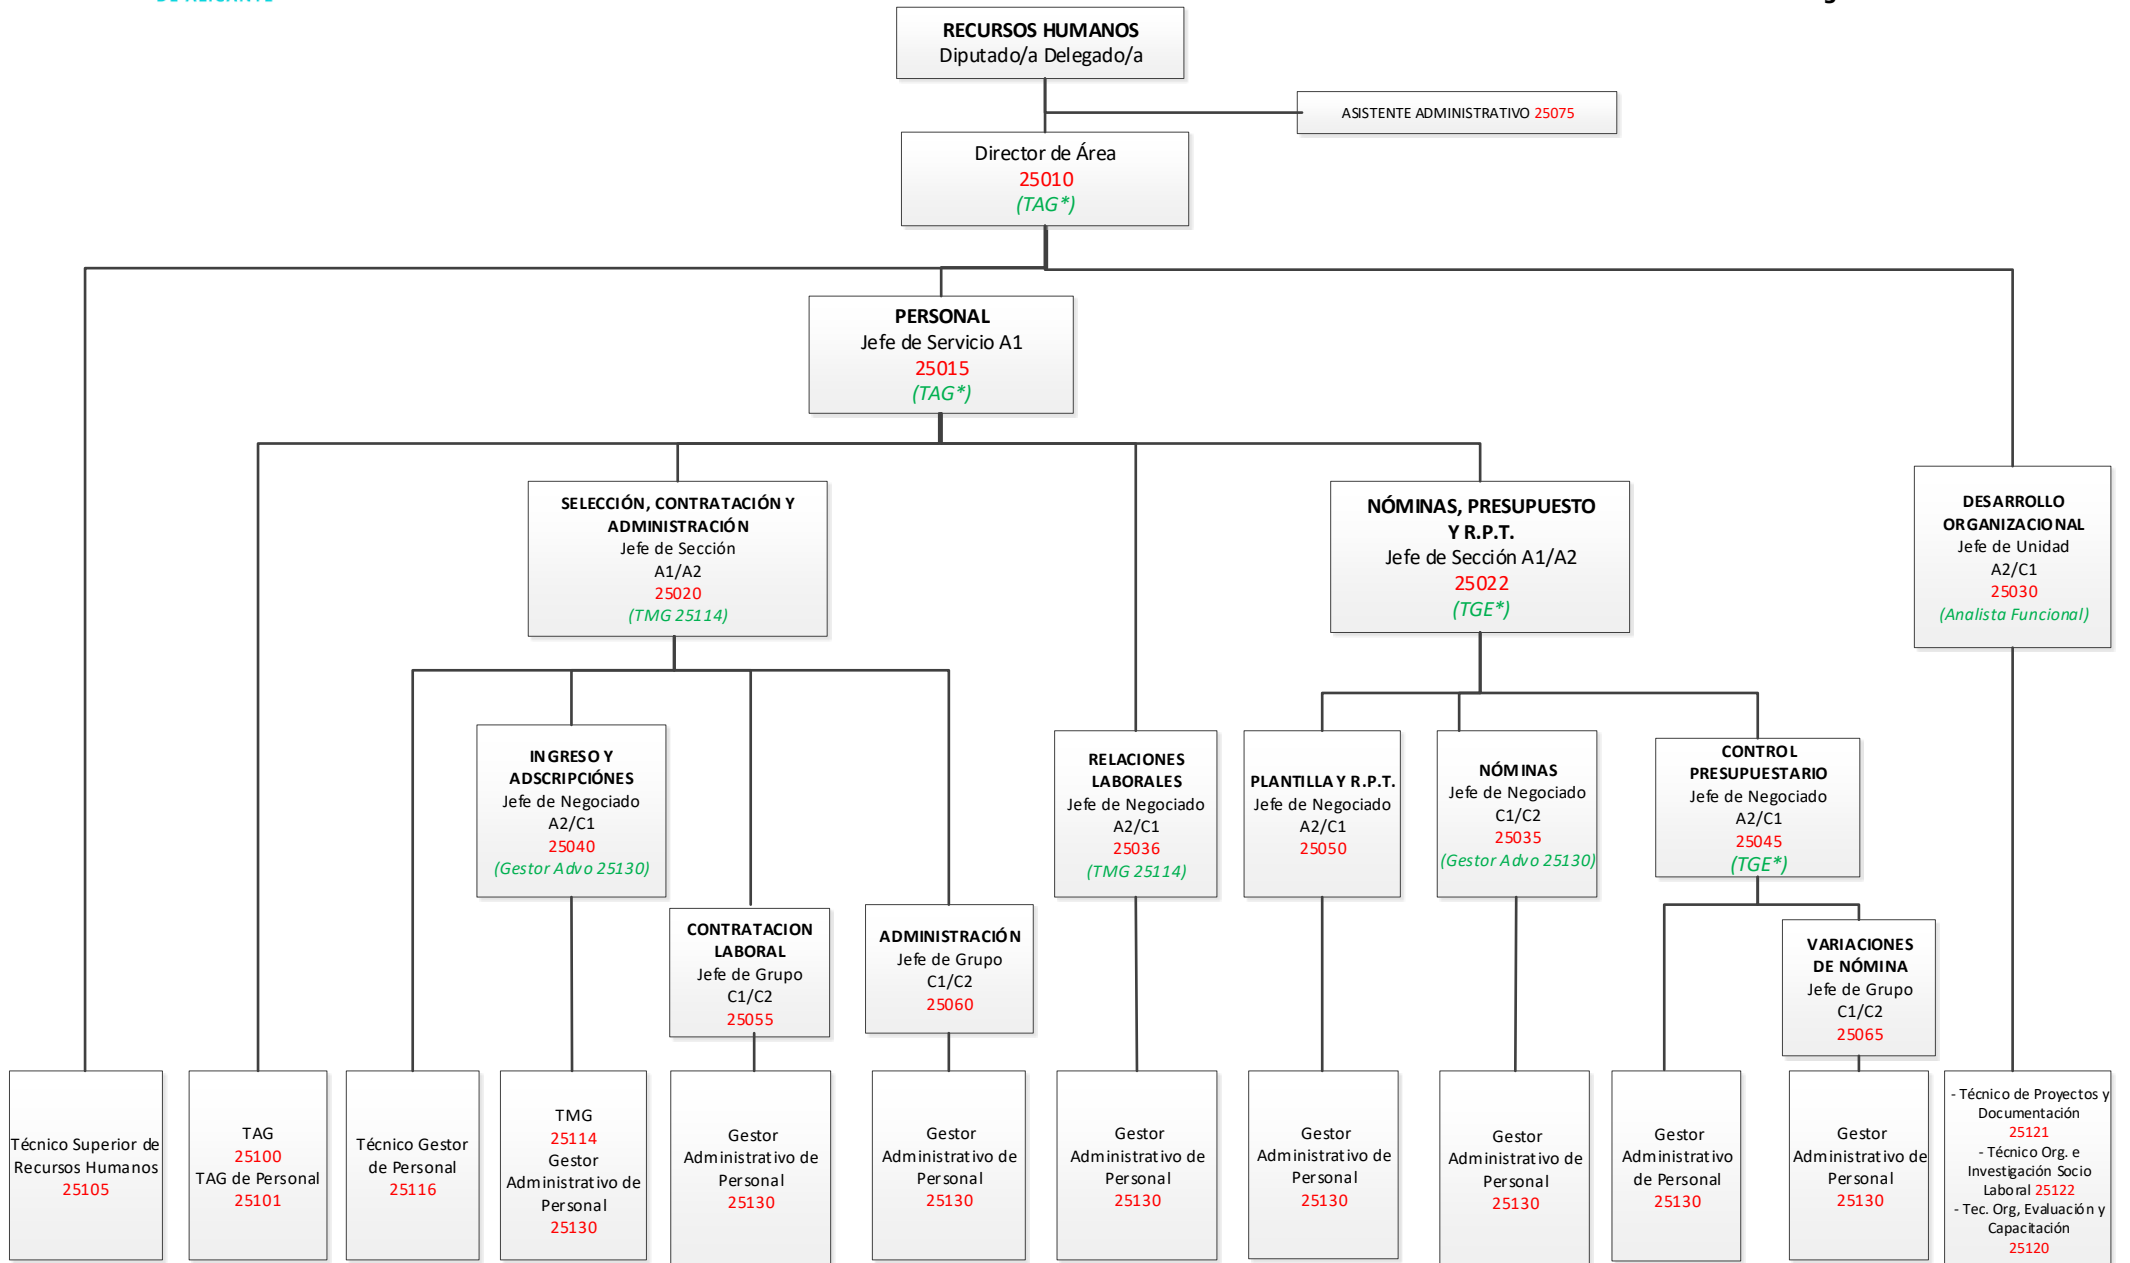 DE ALICANTE
RECURSOS HUMANOS
Diputado/a Delegado/a
ASISTENTE ADMINISTRATIVO 25075
Director de Área
25010
(TAG*)
PERSONAL
Jefe de Servicio A1
25015
(TAG*)
SELECCIÓN, CONTRATACIÓN Y
ADMINISTRACIÓN
Jefe de Sección
A1/A2
25020
(TMG 25114)
NÓMINAS, PRESUPUESTO
Y R.P.T.
Jefe de Sección A1/A2
25022
(TGE*)
DESARROLLO
ORGANIZACIONAL
Jefe de Unidad
A2/C1
25030
(Analista Funcional)
INGRESO Y
ADSCRIPCIÓNES
Jefe de Negociado
A2/C1
25040
(Gestor Advo 25130)
CONTRATACION
LABORAL
Jefe de Grupo
C1/C2
25055
ADMINISTRACIÓN
Jefe de Grupo
C1/C2
25060
RELACIONES
LABORALES
Jefe de Negociado
A2/C1
25036
(TMG 25114)
PLANTILLA Y R.P.T.
Jefe de Negociado
A2/C1
25050
NÓMINAS
Jefe de Negociado
C1/C2
25035
(Gestor Advo 25130)
CONTROL
PRESUPUESTARIO
Jefe de Negociado
A2/C1
25045
(TGE*)
VARIACIONES
DE NÓMINA
Jefe de Grupo
C1/C2
25065
Técnico Superior de
Recursos Humanos
25105
TAG
25100
TAG de Personal
25101
Técnico Gestor
de Personal
25116
TMG
25114
Gestor
Administrativo de
Personal
25130
Gestor
Administrativo de
Personal
25130
Gestor
Administrativo de
Personal
25130
Gestor
Administrativo de
Personal
25130
Gestor
Administrativo de
Personal
25130
Gestor
Administrativo de
Personal
25130
Gestor
Administrativo
de Personal
25130
Gestor
Administrativo de
Personal
25130
- Técnico de Proyectos y
Documentación
25121
- Técnico Org. e
Investigación Socio
Laboral 25122
- Tec. Org, Evaluación y
Capacitación
25120